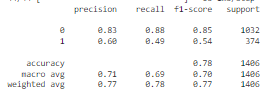 precision recall f1-score support
0 0.83 0.88 0.85 1032
1 0.60 0.49 0.54 374
accuracy 0.78 1406
macro avg 0.71 0.69 0.70 1406
weighted avg 0.77 0.78 0.77 1406